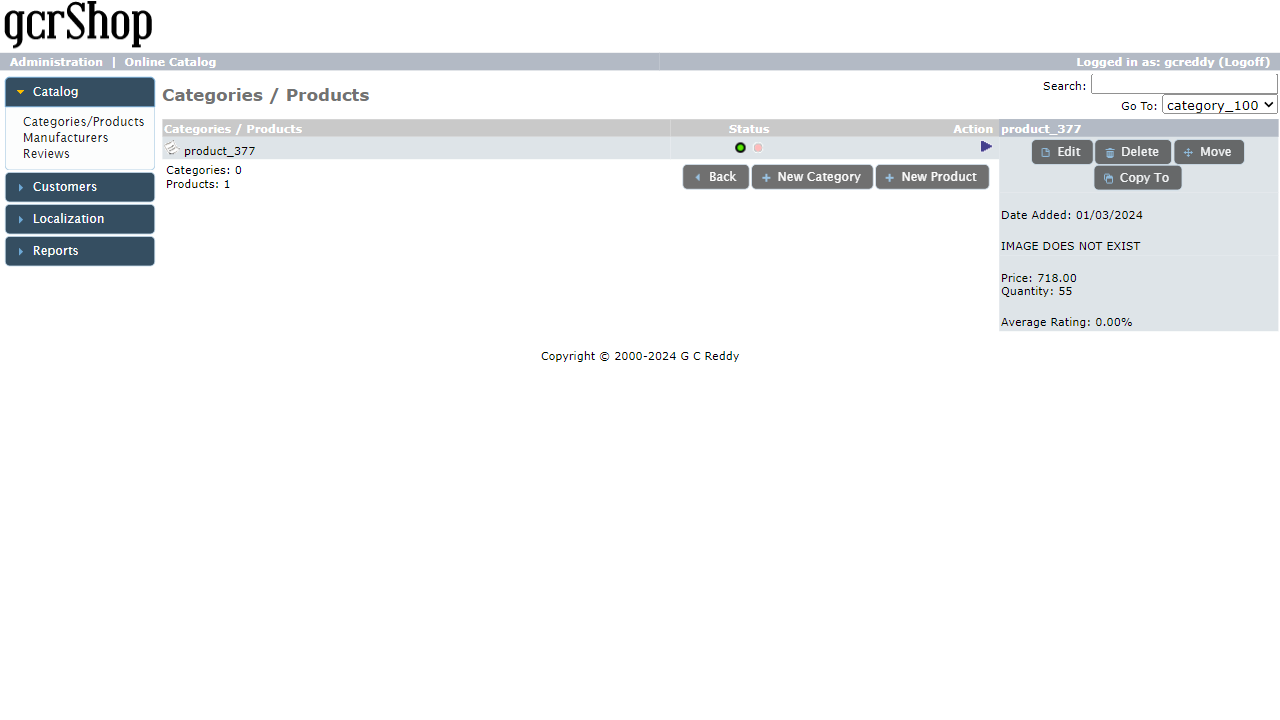 gcrShop
Administration | Online Catalog
Logged in as: gcreddy (Logoff)
Catalog
Categories/Products
Manufacturers
Reviews
Customers
Localization
Reports
Categories / Products
Search:
Go To: category_100
Categories / Products Status Action
product_377
Categories: 0
Products: 1
Back New Category New Product
product_377
Edit Delete Move
Copy To
Date Added: 01/03/2024
IMAGE DOES NOT EXIST
Price: 718.00
Quantity: 55
Average Rating: 0.00%
Copyright © 2000-2024 G C Reddy